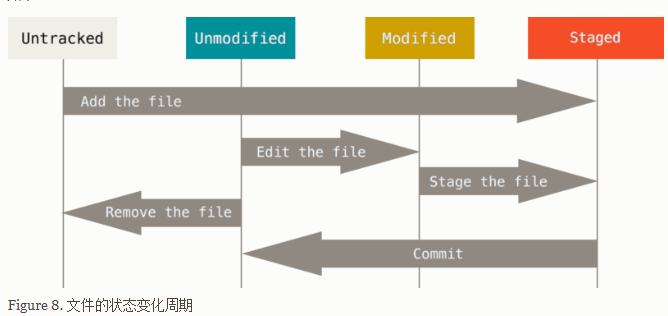 Untracked
Unmodified
Modified
Staged
Add the file
Edit the file
Stage the file
Remove the file
Commit
Figure 8. 文件的状态变化周期